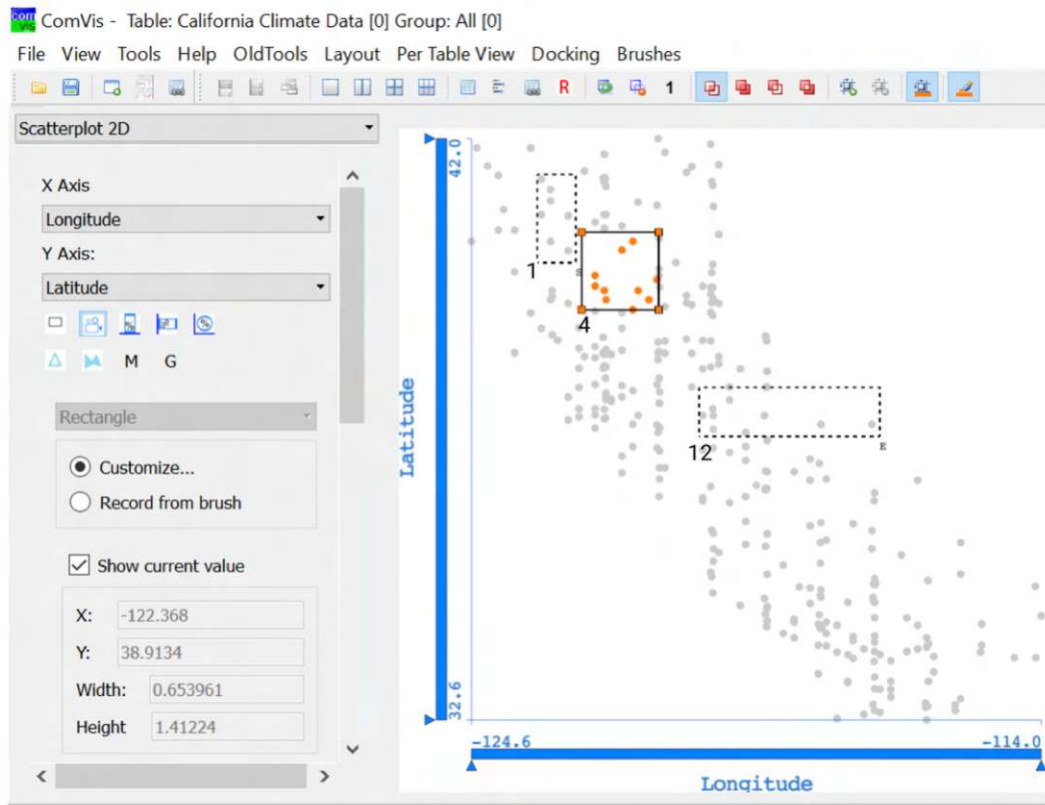 ComVis - Table: California Climate Data [0] Group: All [0]
File View Tools Help OldTools Layout Per Table View Docking Brushes
R 1
Scatterplot 2D
X Axis
Longitude
Y Axis:
Latitude
M G
Rectangle
Customize...
Record from brush
Show current value
X: -122.368
Y: 38.9134
Width: 0.653961
Height 1.41224
42.0
Latitude
32.6
1
S
4
12
E
-124.6 -114.0
Longitude